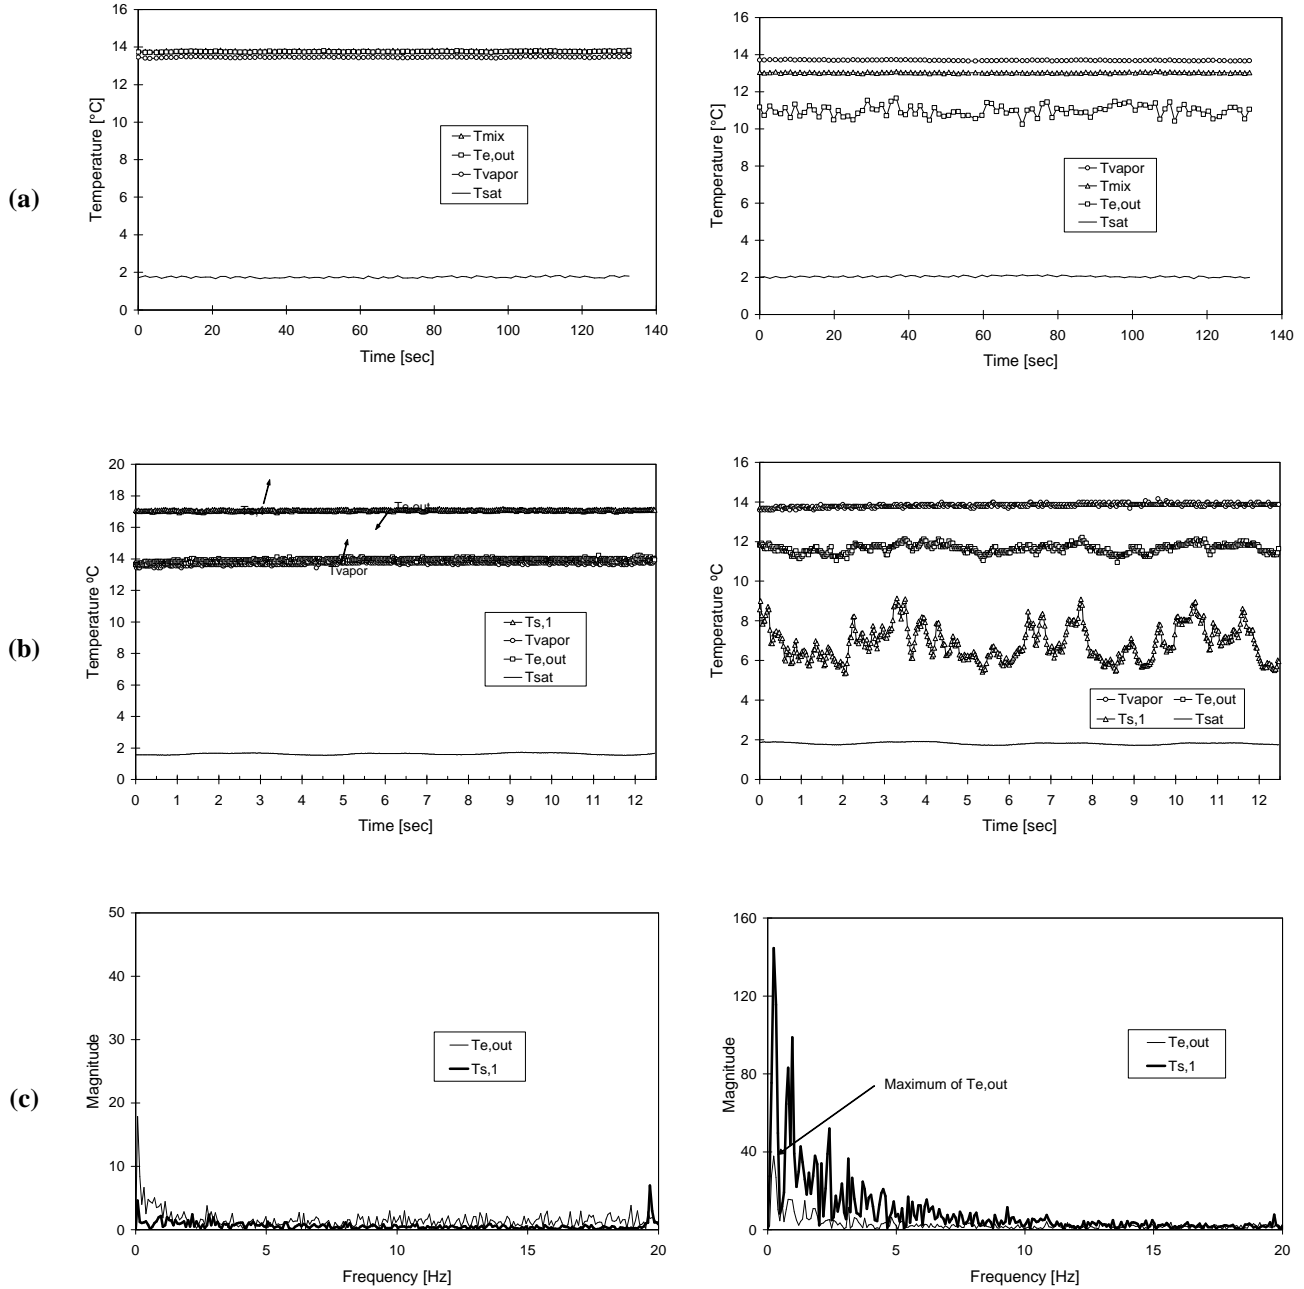 (a)
16
14
12
10
8
6
4
2
0
Temperature [°C]
Tmix
Te,out
Tvapor
Tsat
0 20 40 60 80 100 120 140
Time [sec]
16
14
12
10
8
6
4
2
0
Temperature [°C]
Tvapor
Tmix
Te,out
Tsat
0 20 40 60 80 100 120 140
Time [sec]
(b)
20
18
16
14
12
10
8
6
4
2
0
Temperature ºC
Te,out
Tvapor
Ts,1
Tvapor
Te,out
Tsat
0 1 2 3 4 5 6 7 8 9 10 11 12
Time [sec]
16
14
12
10
8
6
4
2
0
Temperature ºC
Tvapor Te,out
Ts,1 Tsat
0 1 2 3 4 5 6 7 8 9 10 11 12
Time [sec]
(c)
50
40
30
20
10
0
Magnitude
Te,out
Ts,1
0 5 10 15 20
Frequency [Hz]
160
120
80
40
0
Magnitude
Te,out
Ts,1
Maximum of Te,out
0 5 10 15 20
Frequency [Hz]